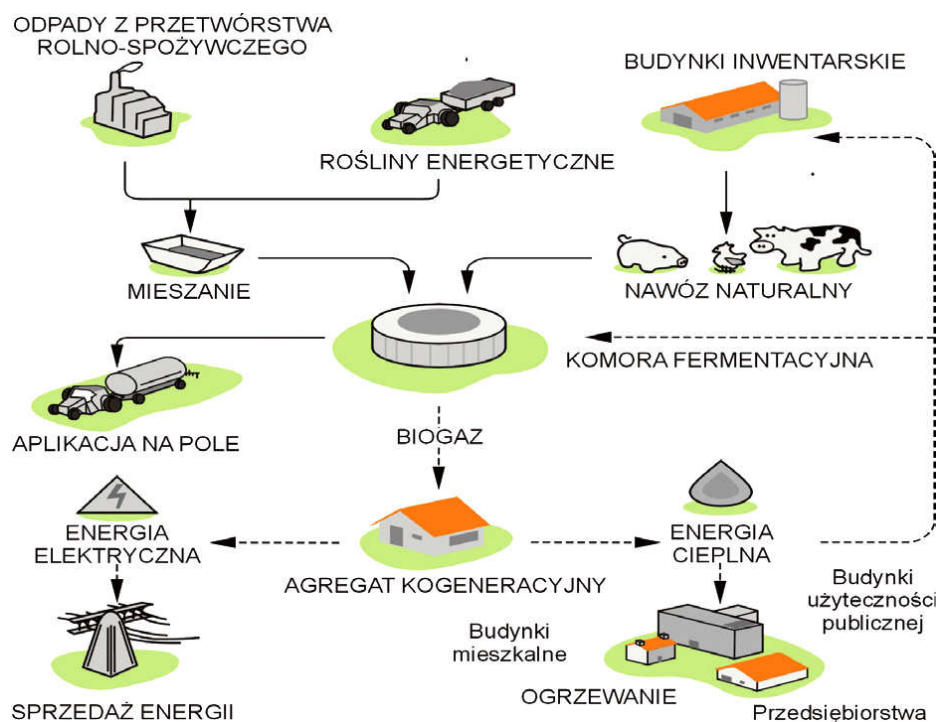 ODPADY Z PRZETWÓRSTWA
ROLNO-SPOŻYWCZEGO
BUDYNKI INWENTARSKIE
ROŚLINY ENERGETYCZNE
MIESZANIE
NAWÓZ NATURALNY
KOMORA FERMENTACYJNA
APLIKACJA NA POLE
BIOGAZ
ENERGIA
ELEKTRYCZNA
AGREGAT KOGENERACYJNY
ENERGIA
CIEPLNA
Budynki
użyteczności
publicznej
Budynki
mieszkalne
OGRZEWANIE
SPRZEDAŻ ENERGII
Przedsiębiorstwa